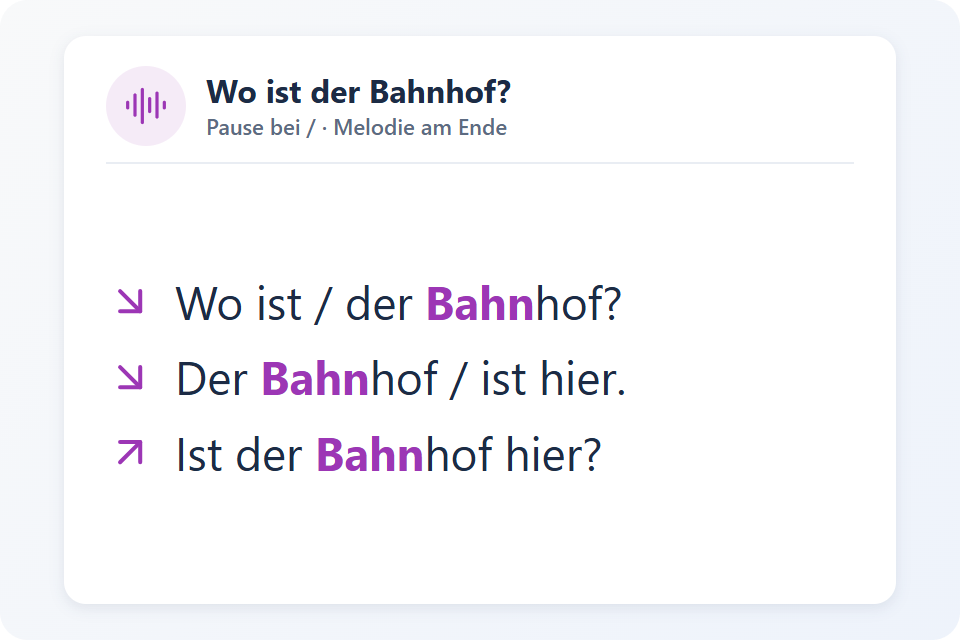 Wo ist der Bahnhof?
Pause bei / · Melodie am Ende
↘ Wo ist / der Bahnhof?
↘ Der Bahnhof / ist hier.
↗ Ist der Bahnhof hier?